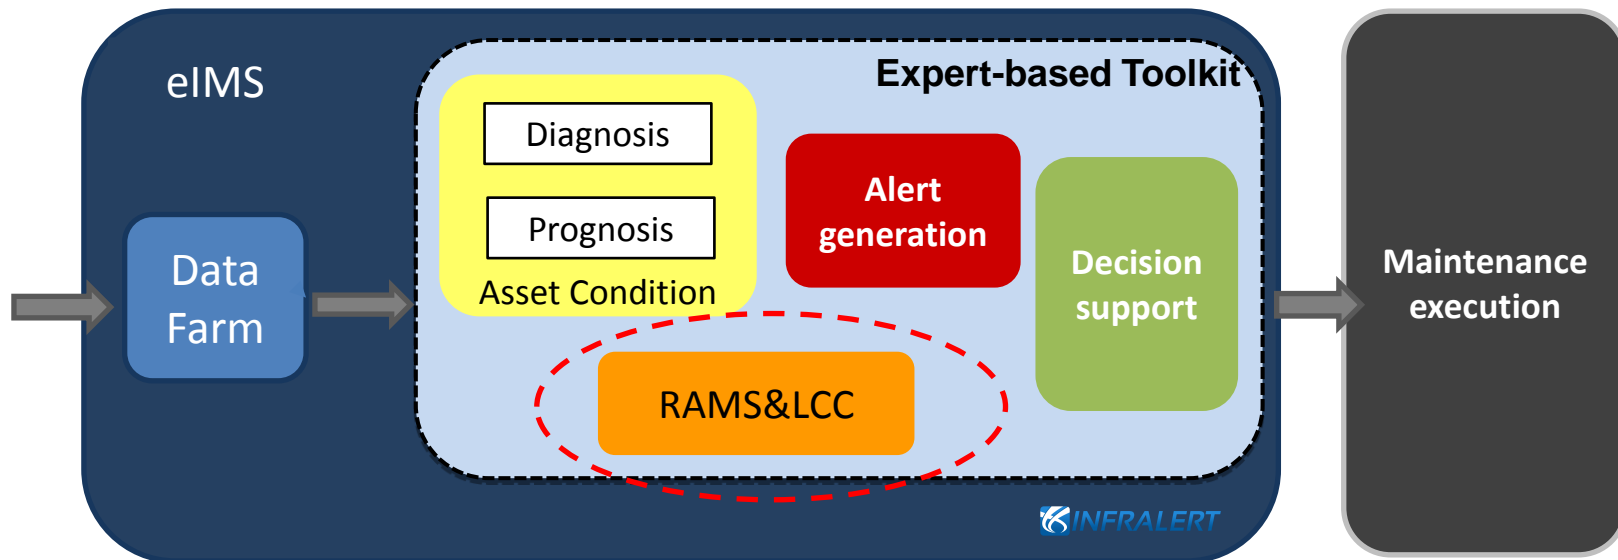 eIMS
Expert-based Toolkit
Diagnosis
Prognosis
Asset Condition
Alert
generation
Decision
support
Data
Farm
RAMS&LCC
Maintenance
execution
INFRALERT